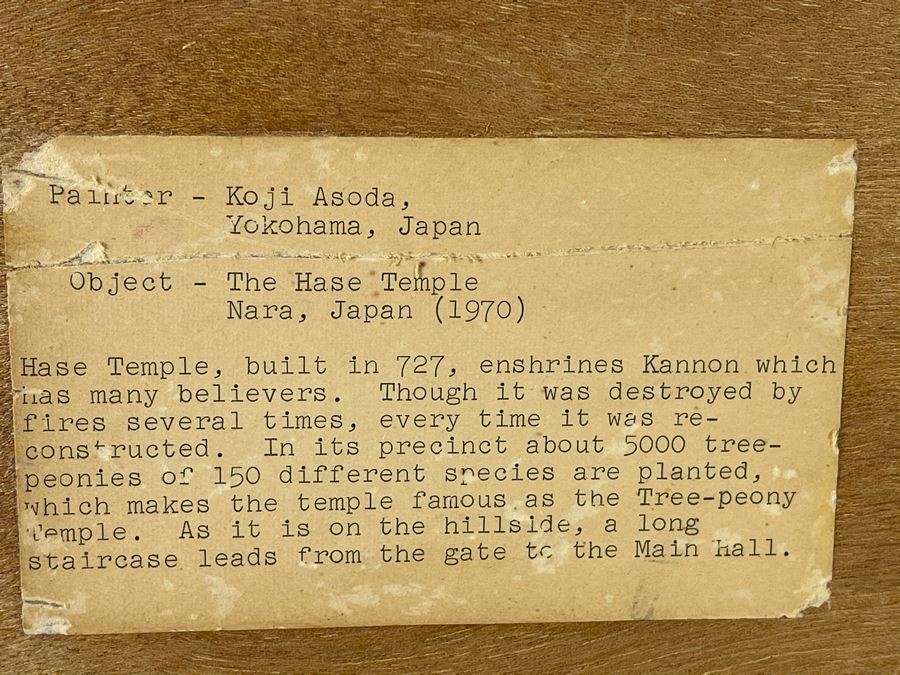 Painter - Koji Asoda,
Yokohama, Japan
Object - The Hase Temple
Nara, Japan (1970)
Hase Temple, built in 727, enshrines Kannon which
has many believers. Though it was destroyed by
fires several times, every time it was re-
constructed. In its precinct about 5000 tree-
peonies of 150 different species are planted,
which makes the temple famous as the Tree-peony
Temple. As it is on the hillside, a long
staircase leads from the gate to the Main Hall.